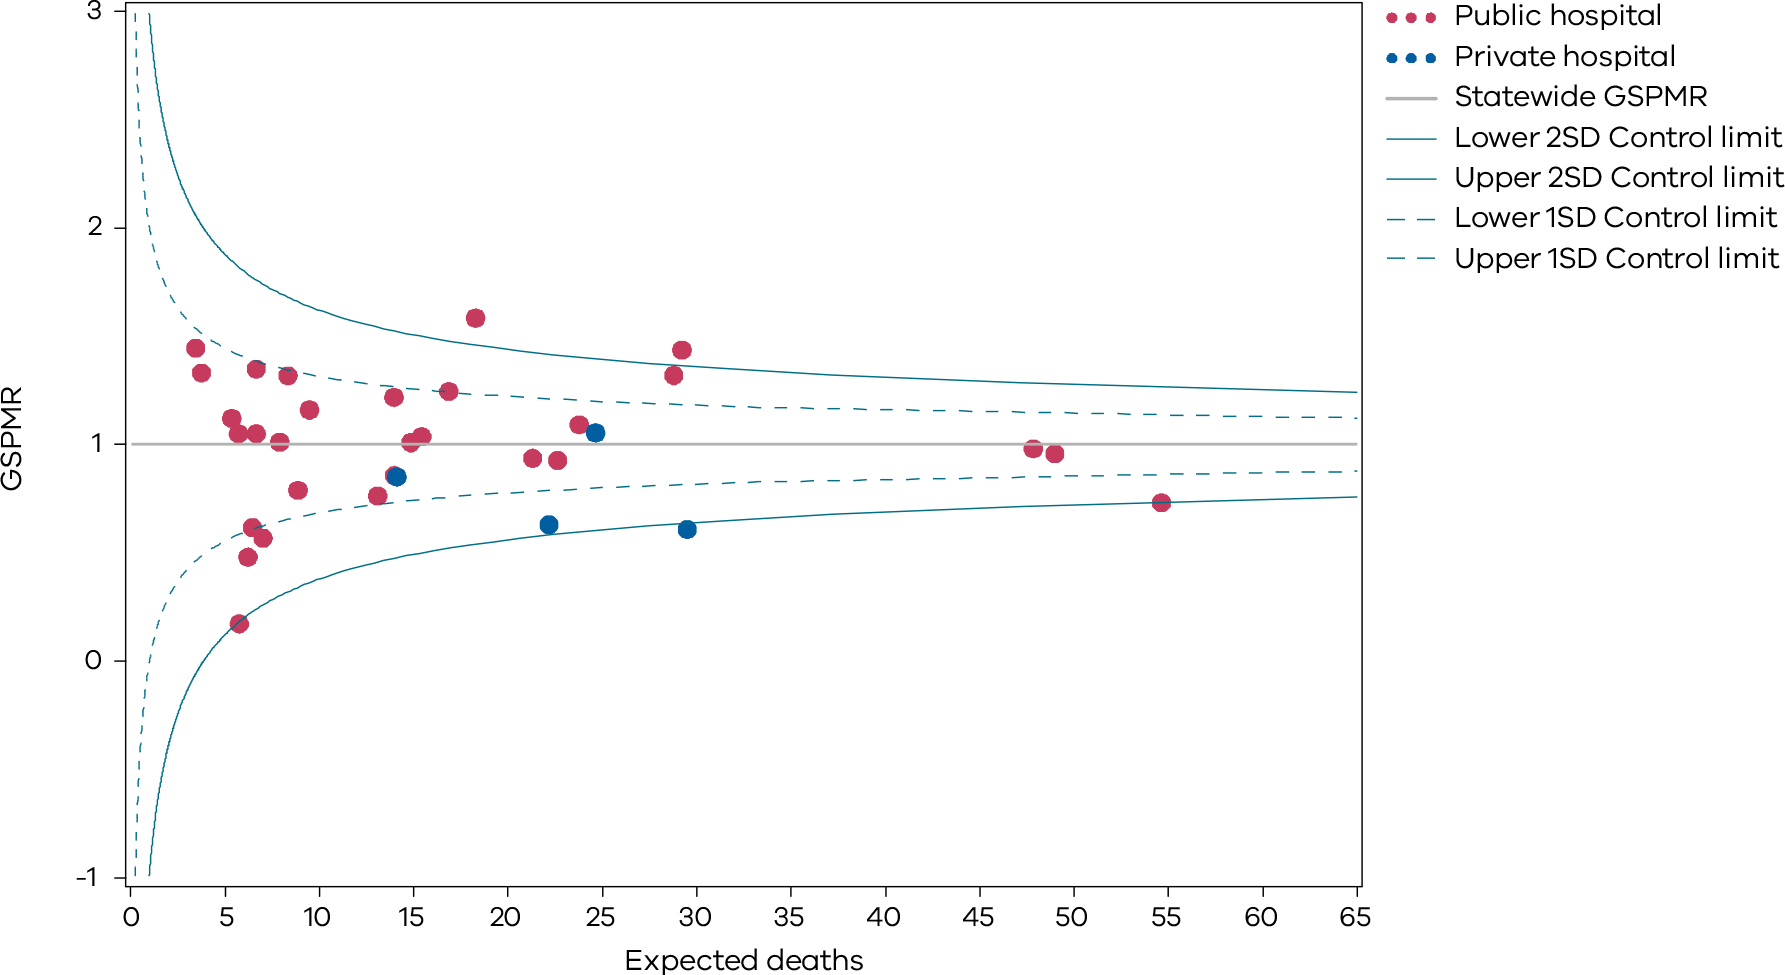 3
2
1
0
-1
GSPMR
0 5 10 15 20 25 30 35 40 45 50 55 60 65
Expected deaths
Public hospital
Private hospital
Statewide GSPMR
Lower 2SD Control limit
Upper 2SD Control limit
Lower 1SD Control limit
Upper 1SD Control limit